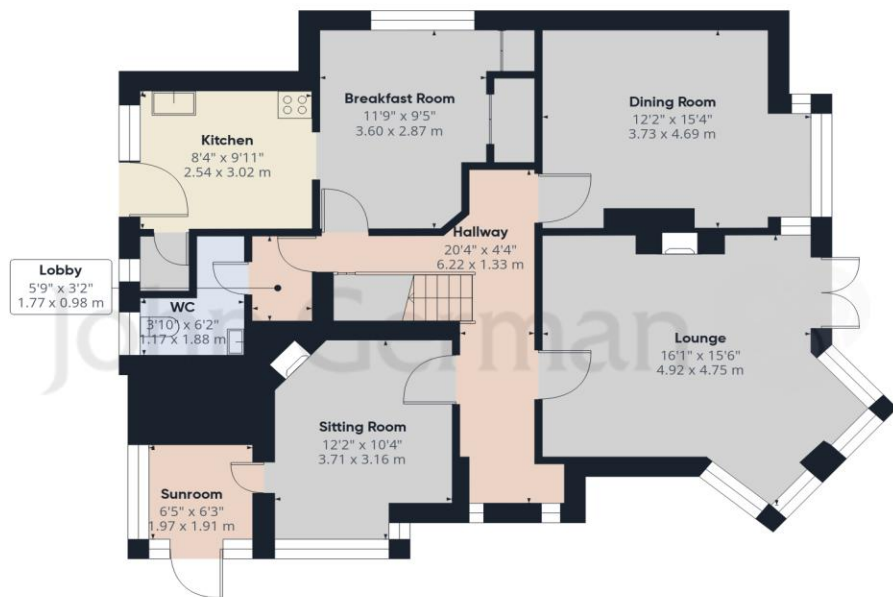 Breakfast Room
11'9" x 9'5"
3.60 x 2.87 m
Dining Room
12'2" x 15'4"
3.73 x 4.69 m
Kitchen
8'4" x 9'11"
2.54 x 3.02 m
Hallway
20'4" x 4'4"
6.22 x 1.33 m
Lobby
5'9" x 3'2"
1.77 x 0.98 m
WC
3'10" x 6'2"
1.17 x 1.88 m
John German
Lounge
16'1" x 15'6"
4.92 x 4.75 m
Sitting Room
12'2" x 10'4"
3.71 x 3.16 m
Sunroom
6'5" x 6'3"
1.97 x 1.91 m